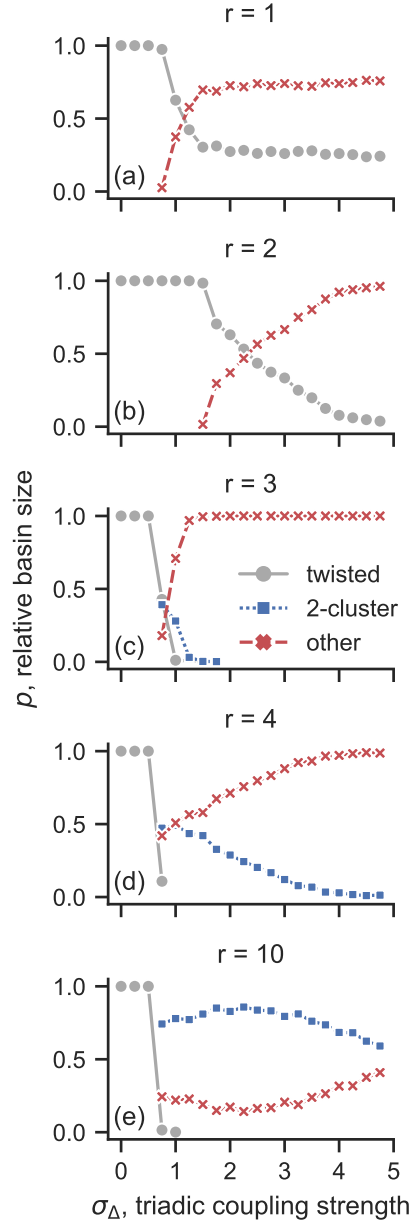 r = 1
1.0
0.5
0.0
(a)
r = 2
1.0
0.5
0.0
(b)
r = 3
1.0
0.5
0.0
(c)
twisted
2-cluster
other
p, relative basin size
r = 4
1.0
0.5
0.0
(d)
r = 10
1.0
0.5
0.0
(e)
0 1 2 3 4 5
σ_Δ, triadic coupling strength